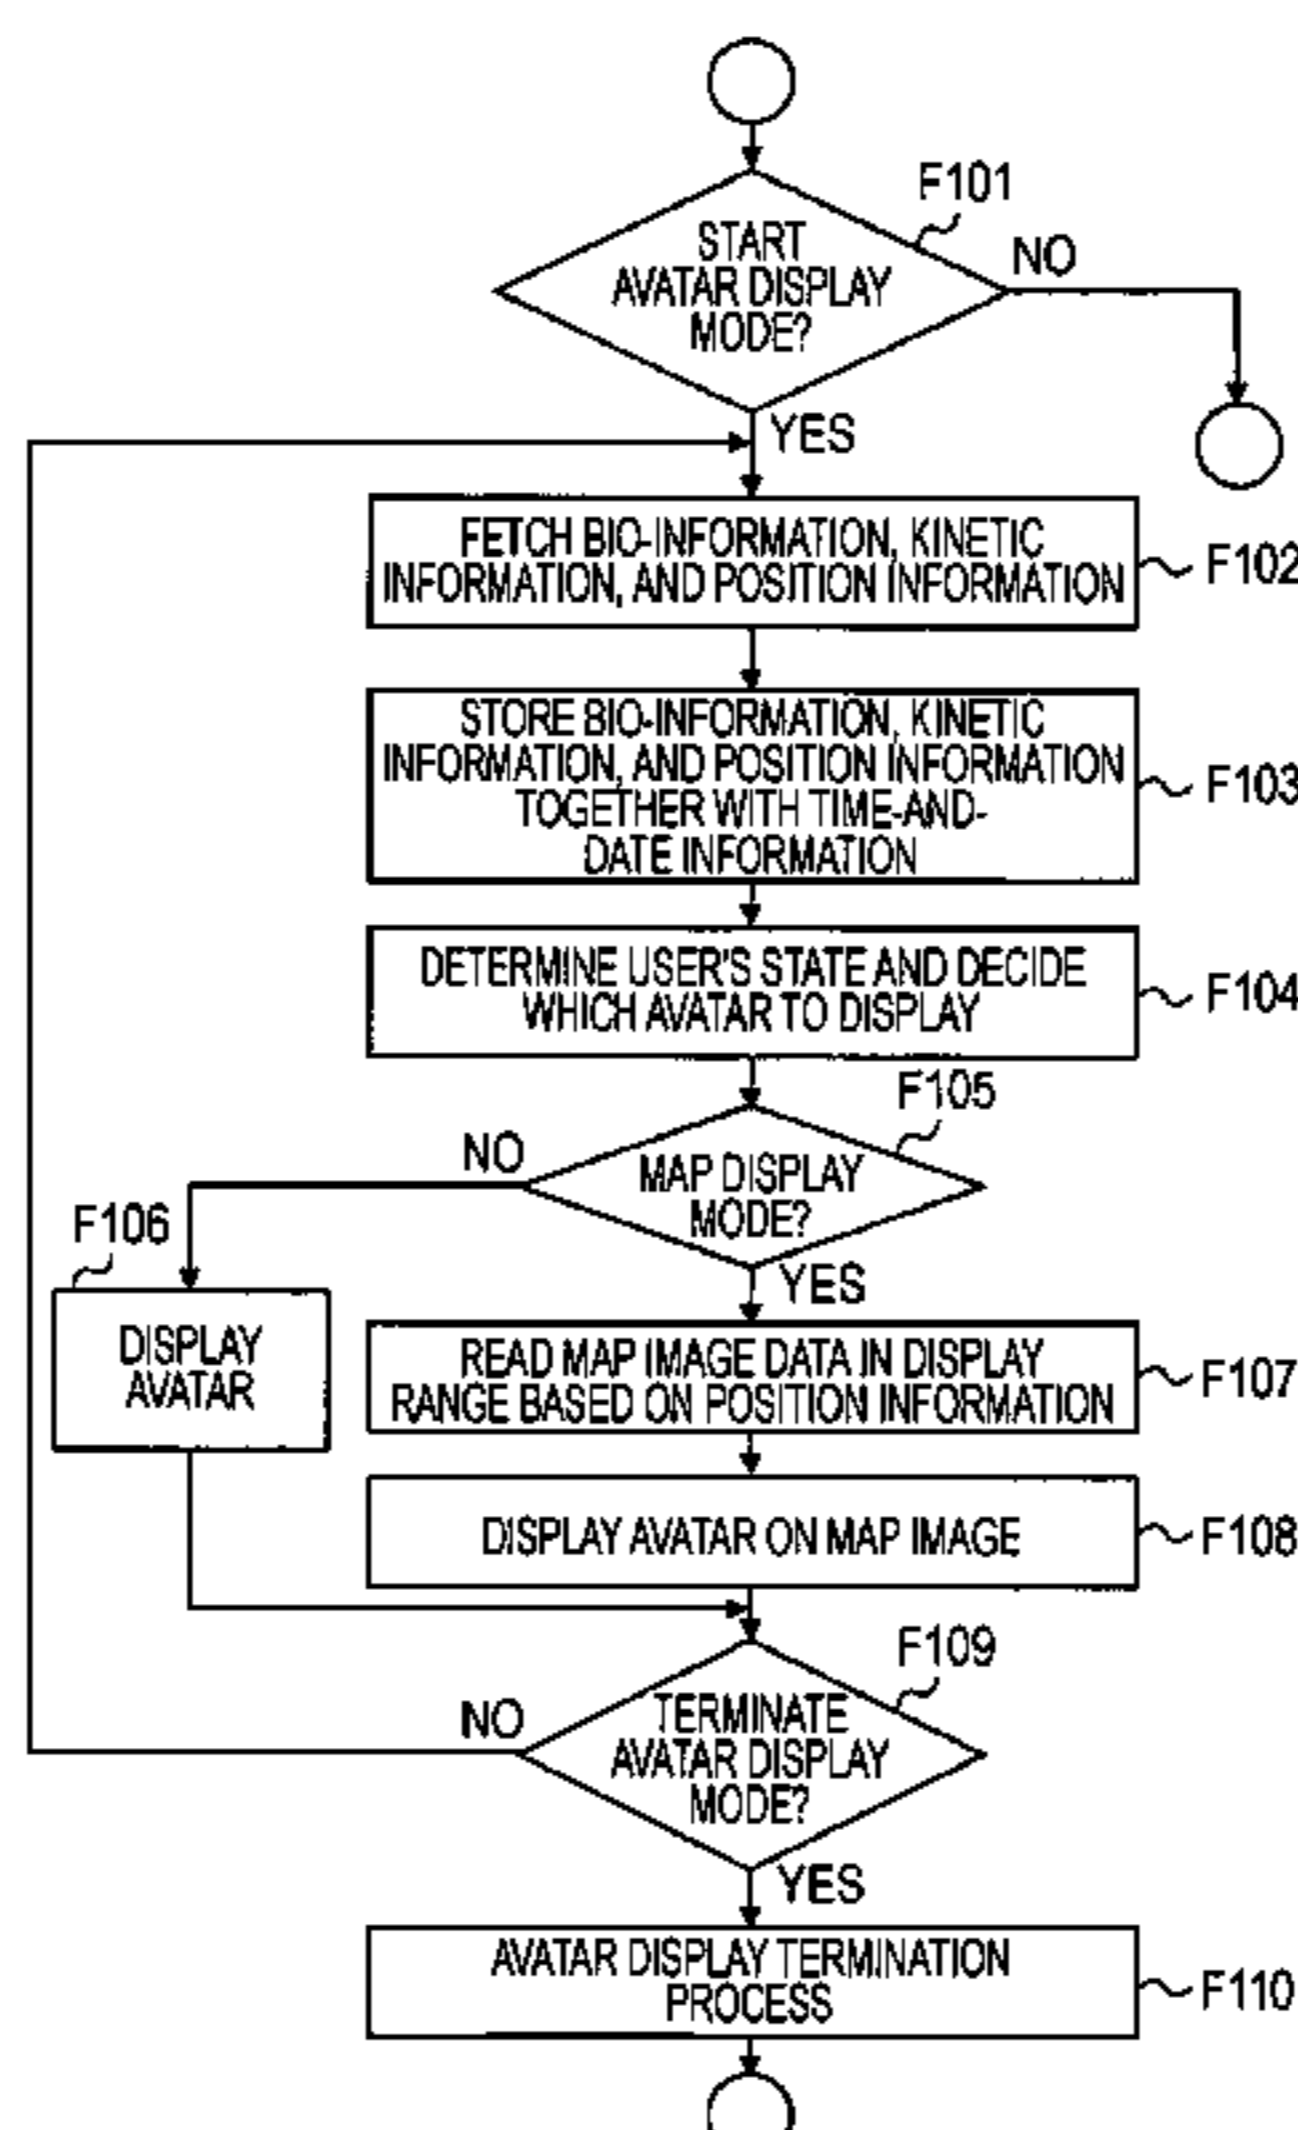 F101
START
AVATAR DISPLAY
MODE?
NO
YES
FETCH BIO-INFORMATION, KINETIC
INFORMATION, AND POSITION INFORMATION
F102
STORE BIO-INFORMATION, KINETIC
INFORMATION, AND POSITION INFORMATION
TOGETHER WITH TIME-AND-
DATE INFORMATION
F103
DETERMINE USER'S STATE AND DECIDE
WHICH AVATAR TO DISPLAY
F104
F105
MAP DISPLAY
MODE?
NO
YES
F106
DISPLAY
AVATAR
READ MAP IMAGE DATA IN DISPLAY
RANGE BASED ON POSITION INFORMATION
F107
DISPLAY AVATAR ON MAP IMAGE
F108
F109
TERMINATE
AVATAR DISPLAY
MODE?
NO
YES
AVATAR DISPLAY TERMINATION
PROCESS
F110